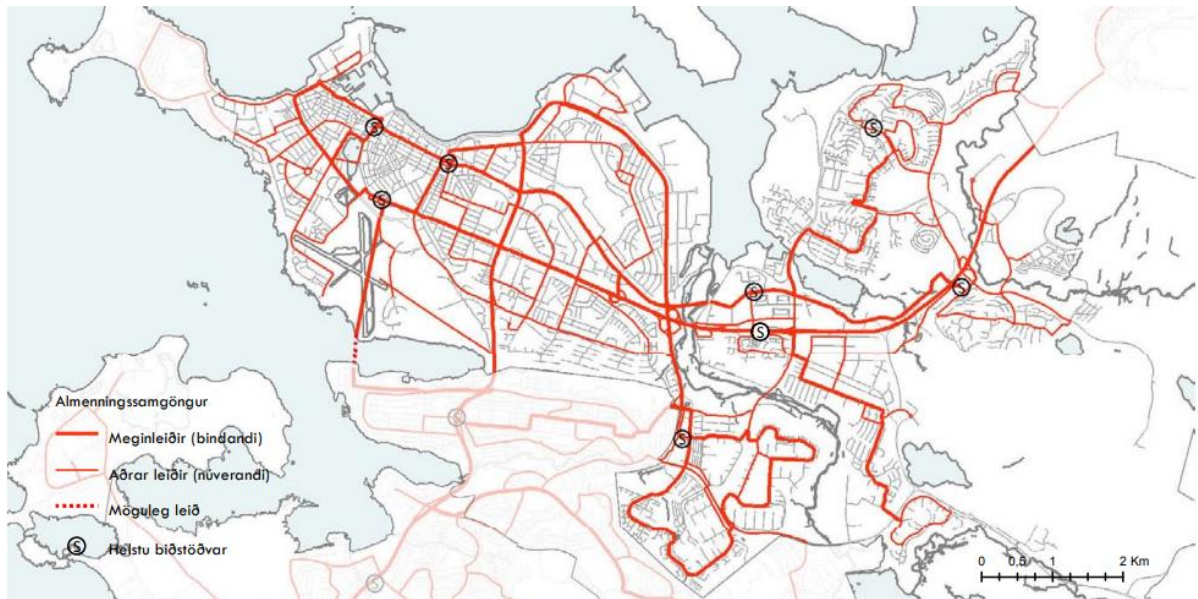 Almenningssamgöngur
Meginleiðir (bindandi)
Aðrar leiðir (núverandi)
Möguleg leið
S Helstu biðstöðvar
S
S
S
S
S
S
S
S
S
S
0 0,5 1 2 Km